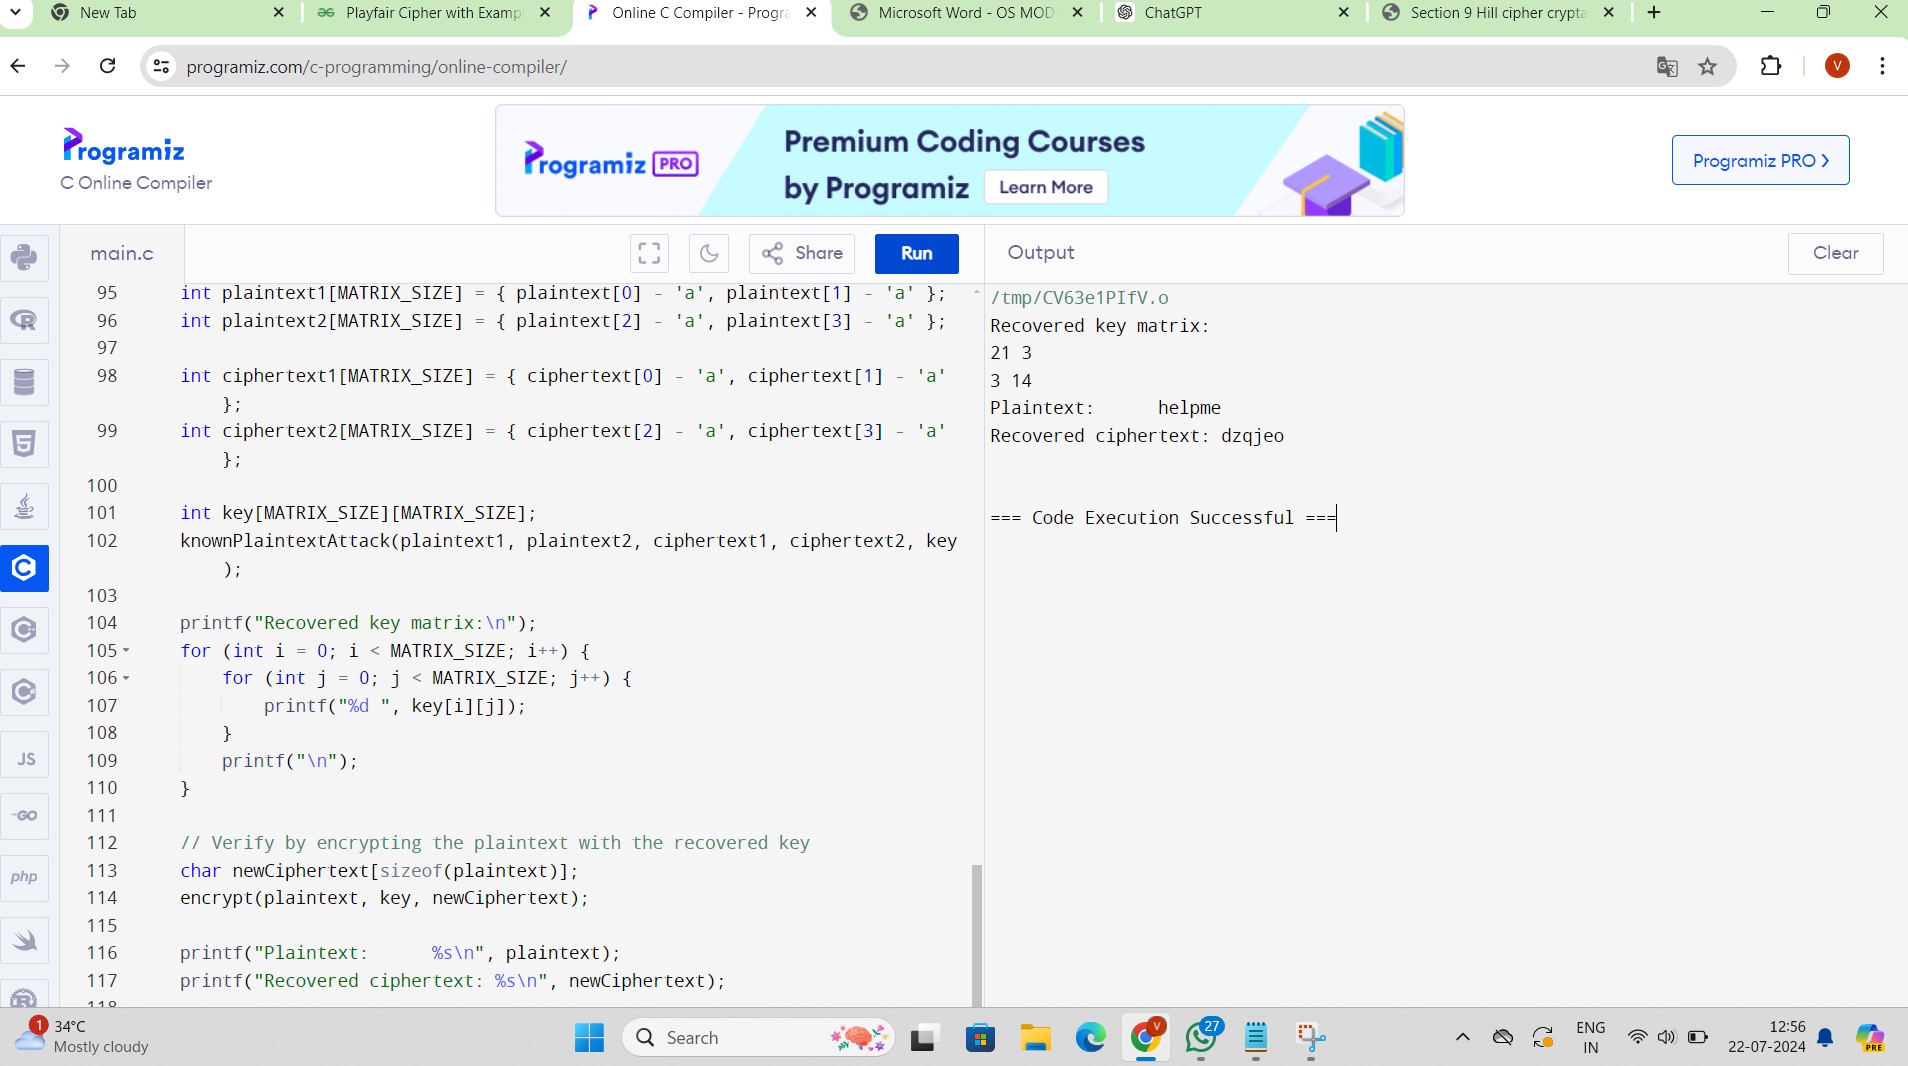 New Tab
Playfair Cipher with Examp
Online C Compiler - Progra
Microsoft Word - OS MOD
ChatGPT
Section 9 Hill cipher crypta
programiz.com/c-programming/online-compiler/
V
Programiz
C Online Compiler
Programiz PRO
Premium Coding Courses
by Programiz
Learn More
Programiz PRO
main.c
Share
Run
Output
Clear
95 int plaintext1[MATRIX_SIZE] = { plaintext[0] - 'a', plaintext[1] - 'a' };
96 int plaintext2[MATRIX_SIZE] = { plaintext[2] - 'a', plaintext[3] - 'a' };
97
98 int ciphertext1[MATRIX_SIZE] = { ciphertext[0] - 'a', ciphertext[1] - 'a'
};
99 int ciphertext2[MATRIX_SIZE] = { ciphertext[2] - 'a', ciphertext[3] - 'a'
};
100
101 int key[MATRIX_SIZE][MATRIX_SIZE];
102 knownPlaintextAttack(plaintext1, plaintext2, ciphertext1, ciphertext2, key
);
103
104 printf("Recovered key matrix:\n");
105 for (int i = 0; i < MATRIX_SIZE; i++) {
106 for (int j = 0; j < MATRIX_SIZE; j++) {
107 printf("%d ", key[i][j]);
108 }
109 printf("\n");
110 }
111
112 // Verify by encrypting the plaintext with the recovered key
113 char newCiphertext[sizeof(plaintext)];
114 encrypt(plaintext, key, newCiphertext);
115
116 printf("Plaintext:      %s\n", plaintext);
117 printf("Recovered ciphertext: %s\n", newCiphertext);
118
/tmp/CV63e1PIfV.o
Recovered key matrix:
21 3
3 14
Plaintext:      helpme
Recovered ciphertext: dzqjeo
=== Code Execution Successful ===
JS
GO
php
1
34°C
Mostly cloudy
Search
V
27
ENG
IN
12:56
22-07-2024
PRE